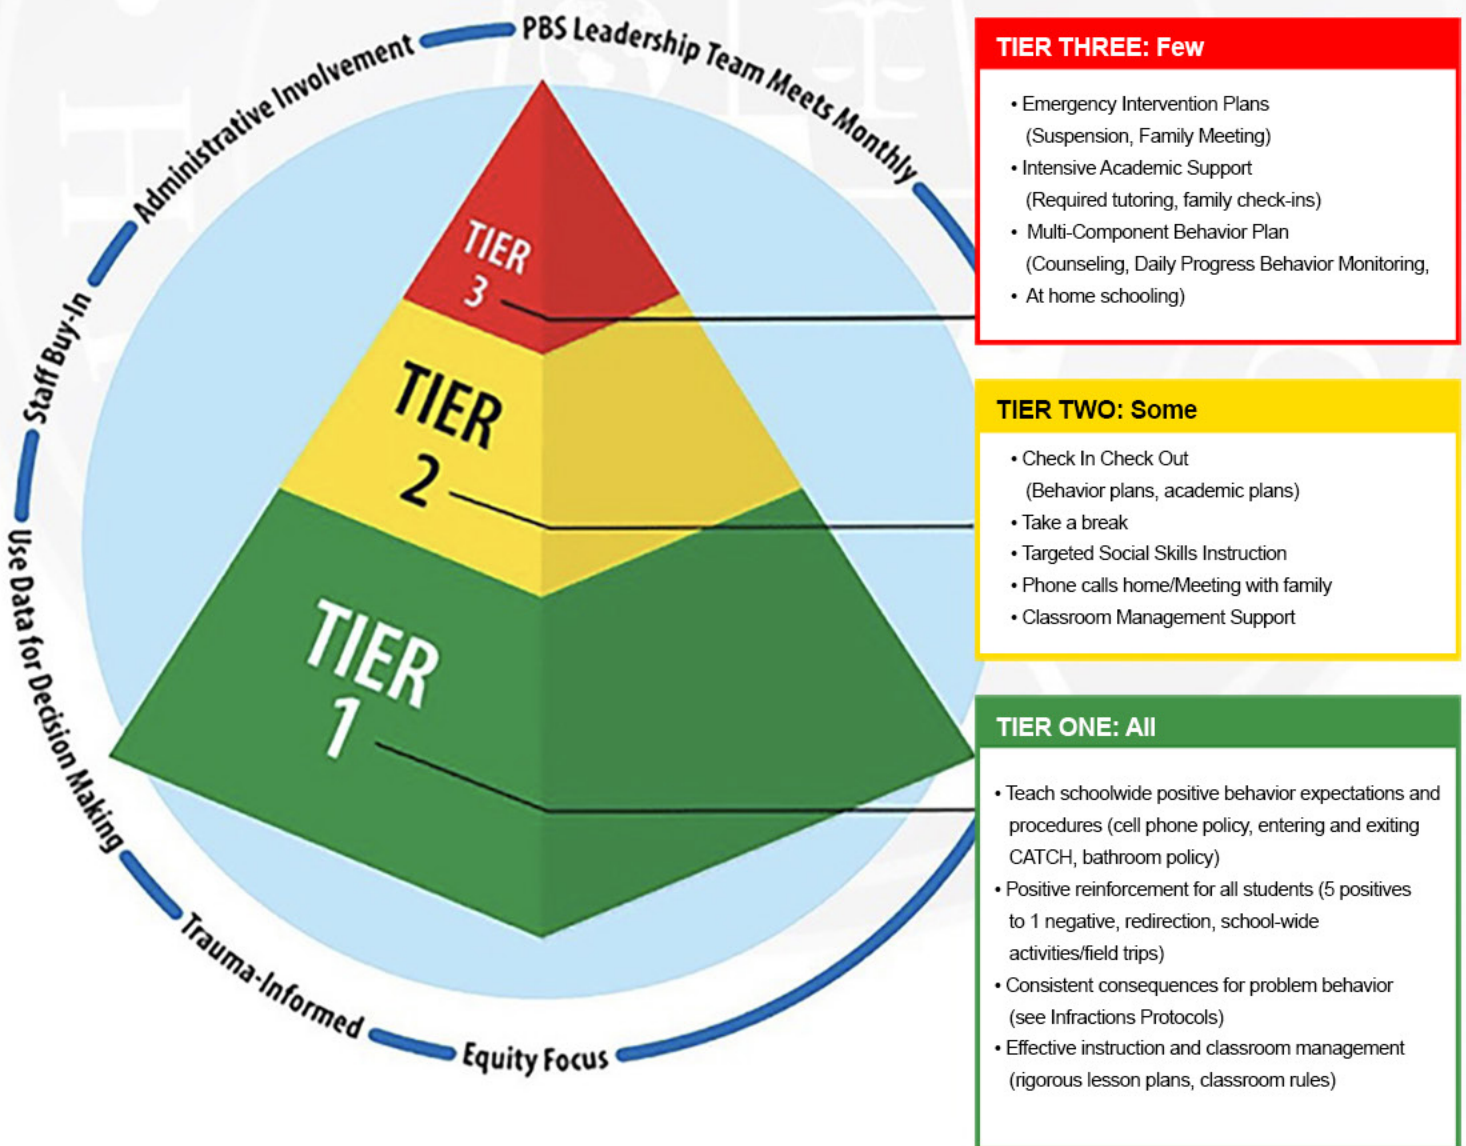 PBS Leadership Team Meets Monthly
Administrative Involvement
Staff Buy-In
Use Data for Decision Making
Trauma-Informed
Equity Focus
TIER
3
TIER
2
TIER
1
TIER THREE: Few
• Emergency Intervention Plans
(Suspension, Family Meeting)
• Intensive Academic Support
(Required tutoring, family check-ins)
• Multi-Component Behavior Plan
(Counseling, Daily Progress Behavior Monitoring,
• At home schooling)
TIER TWO: Some
• Check In Check Out
(Behavior plans, academic plans)
• Take a break
• Targeted Social Skills Instruction
• Phone calls home/Meeting with family
• Classroom Management Support
TIER ONE: All
• Teach schoolwide positive behavior expectations and
procedures (cell phone policy, entering and exiting
CATCH, bathroom policy)
• Positive reinforcement for all students (5 positives
to 1 negative, redirection, school-wide
activities/field trips)
• Consistent consequences for problem behavior
(see Infractions Protocols)
• Effective instruction and classroom management
(rigorous lesson plans, classroom rules)